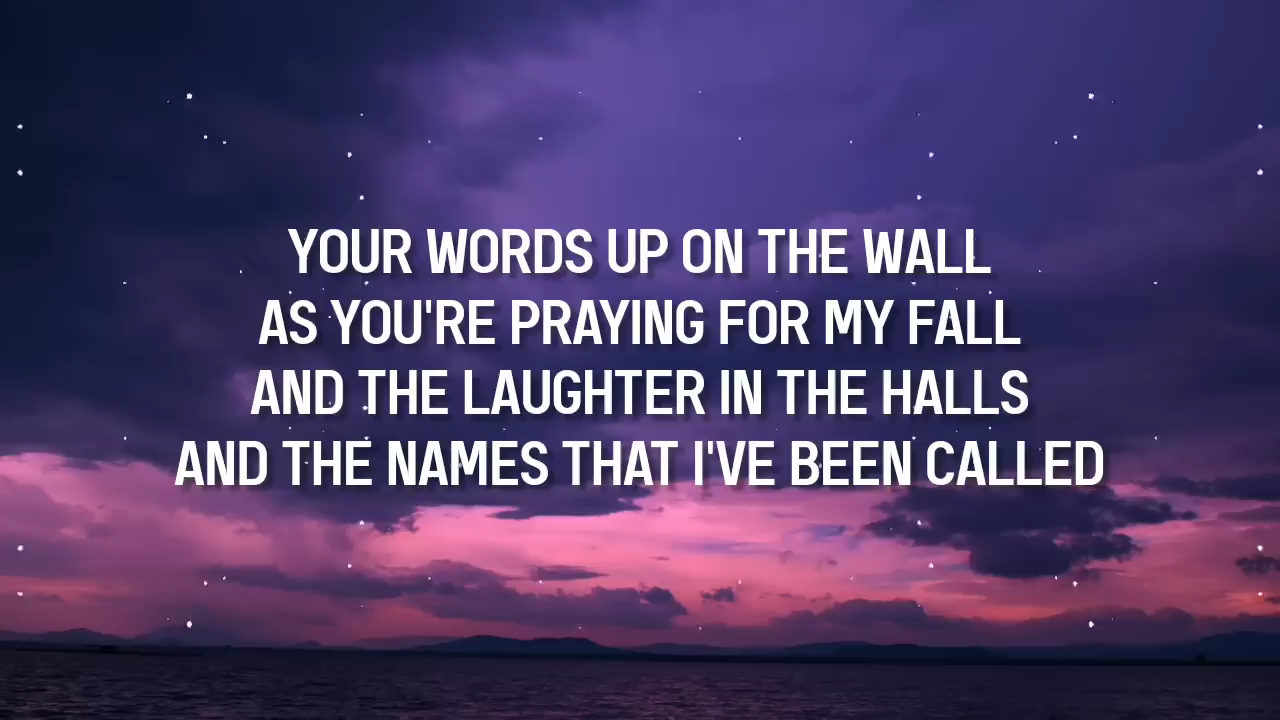 YOUR WORDS UP ON THE WALL
AS YOU'RE PRAYING FOR MY FALL
AND THE LAUGHTER IN THE HALLS
AND THE NAMES THAT I'VE BEEN CALLED